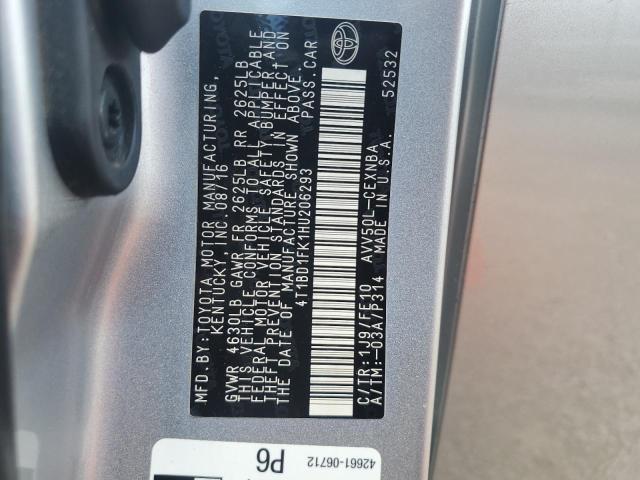 MFD.BY: TOYOTA MOTOR MANUFACTURING,
KENTUCKY, INC. 08/16
GVWR 4630LB GAWR FR 2625LB RR 2625LB
THIS VEHICLE CONFORMS TO ALL APPLICABLE
FEDERAL MOTOR VEHICLE SAFETY, BUMPER, AND
THEFT PREVENTION STANDARDS IN EFFECT ON
THE DATE OF MANUFACTURE SHOWN ABOVE.
4T1BD1FK1HU206293 PASS.CAR
C/TR:1J9/FE10 AVV50L-CEXNBA
A/TM:-03A/P314 MADE IN U.S.A. 52532
P6
42661-06712